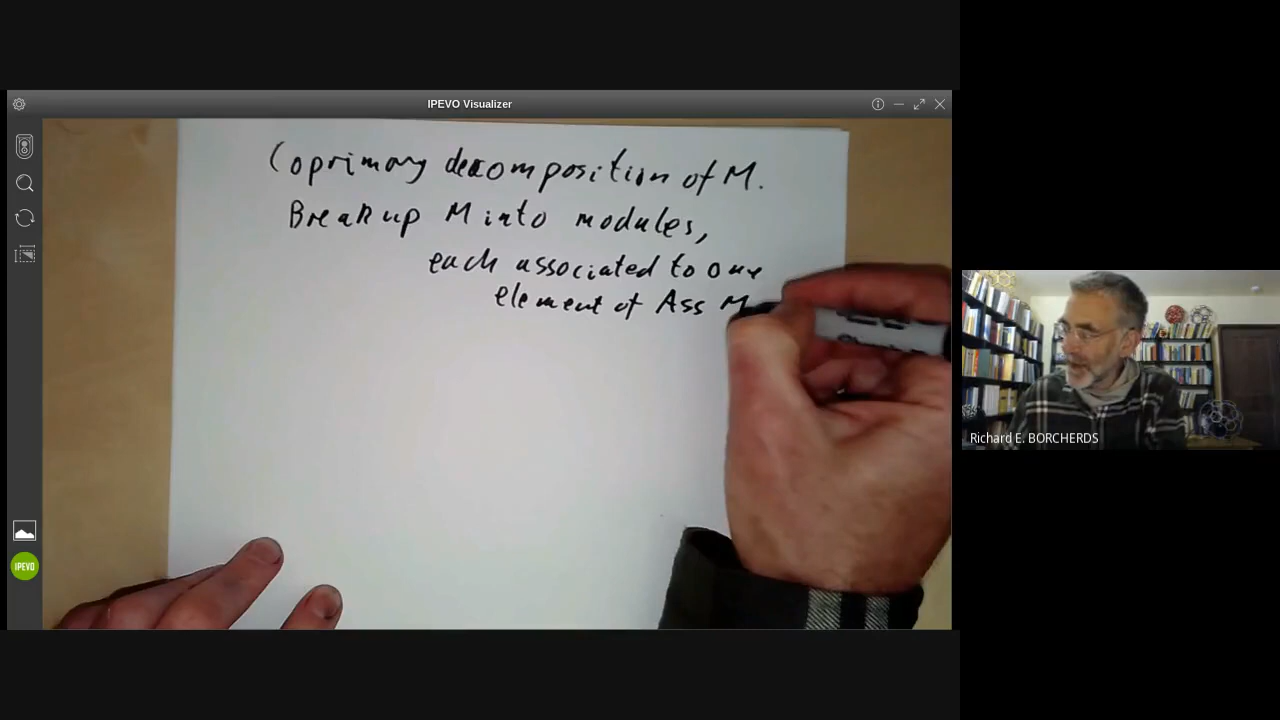 IPEVO Visualizer
Coprimary decomposition of M.
Break up M into modules,
each associated to one
element of Ass M
IPEVO
Richard E. BORCHERDS